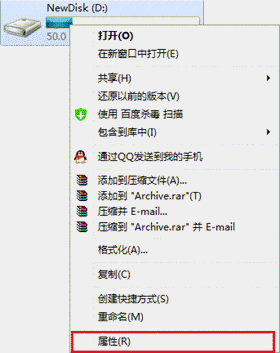 NewDisk (D:)
50.0
打开(O)
在新窗口中打开(E)
共享(H)
还原以前的版本(V)
使用 百度杀毒 扫描
包含到库中(I)
通过QQ发送到我的手机
添加到压缩文件(A)...
添加到 "Archive.rar"(T)
压缩并 E-mail...
压缩到 "Archive.rar" 并 E-mail
格式化(A)...
复制(C)
创建快捷方式(S)
重命名(M)
属性(R)